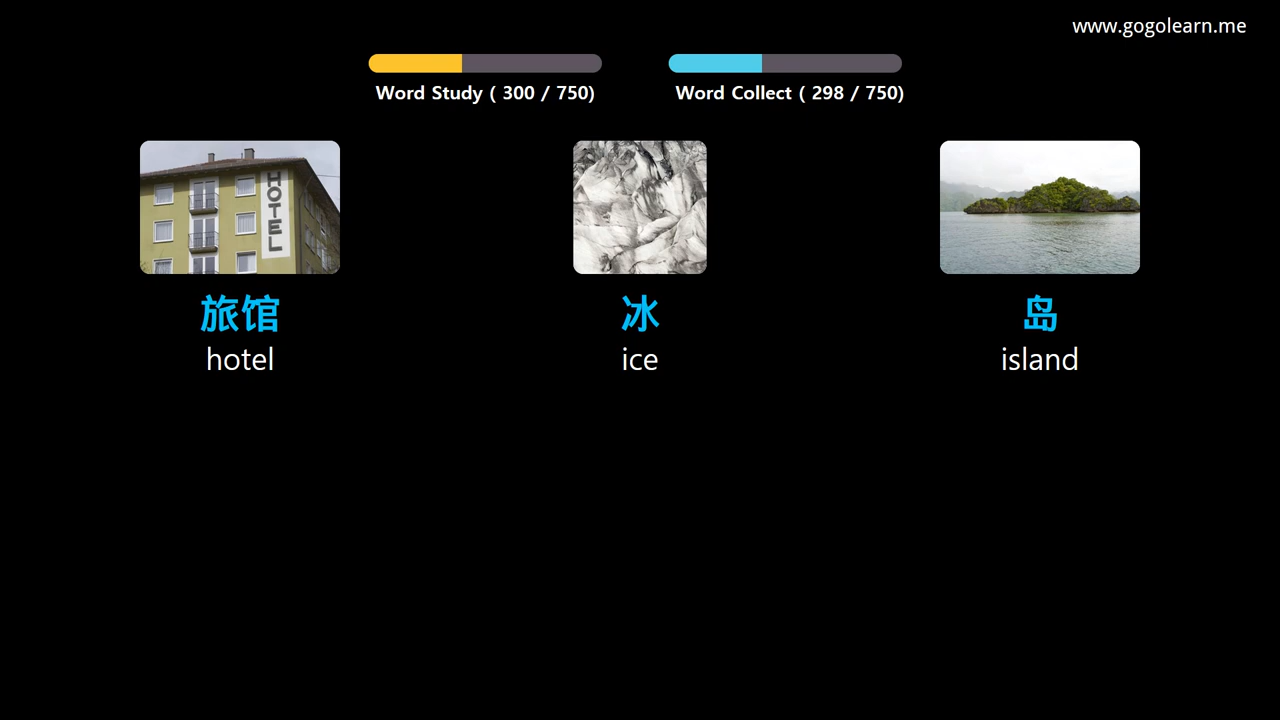 www.gogolearn.me
Word Study ( 300 / 750)
Word Collect ( 298 / 750)
HOTEL
旅馆
冰
岛
hotel
ice
island